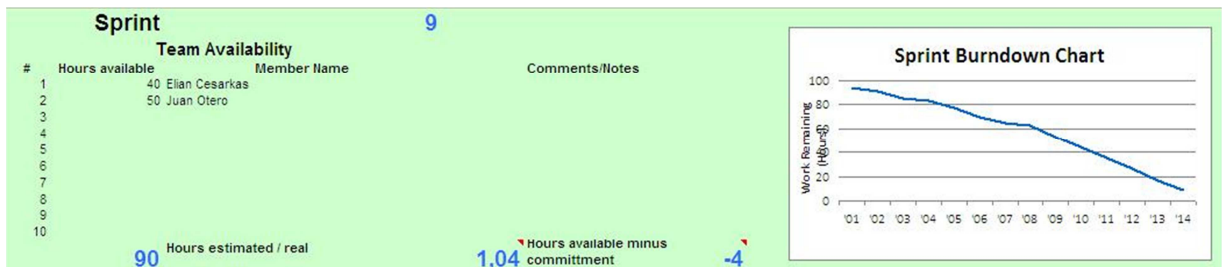 Sprint 9
Team Availability
# Hours available Member Name Comments/Notes
1 40 Elian Cesarkas
2 50 Juan Otero
3
4
5
6
7
8
9
10
90 Hours estimated / real 1,04 Hours available minus
committment -4
Sprint Burndown Chart
Work Remaining
(Hours)
100
80
60
40
20
0
'01 '02 '03 '04 '05 '06 '07 '08 '09 '10 '11 '12 '13 '14